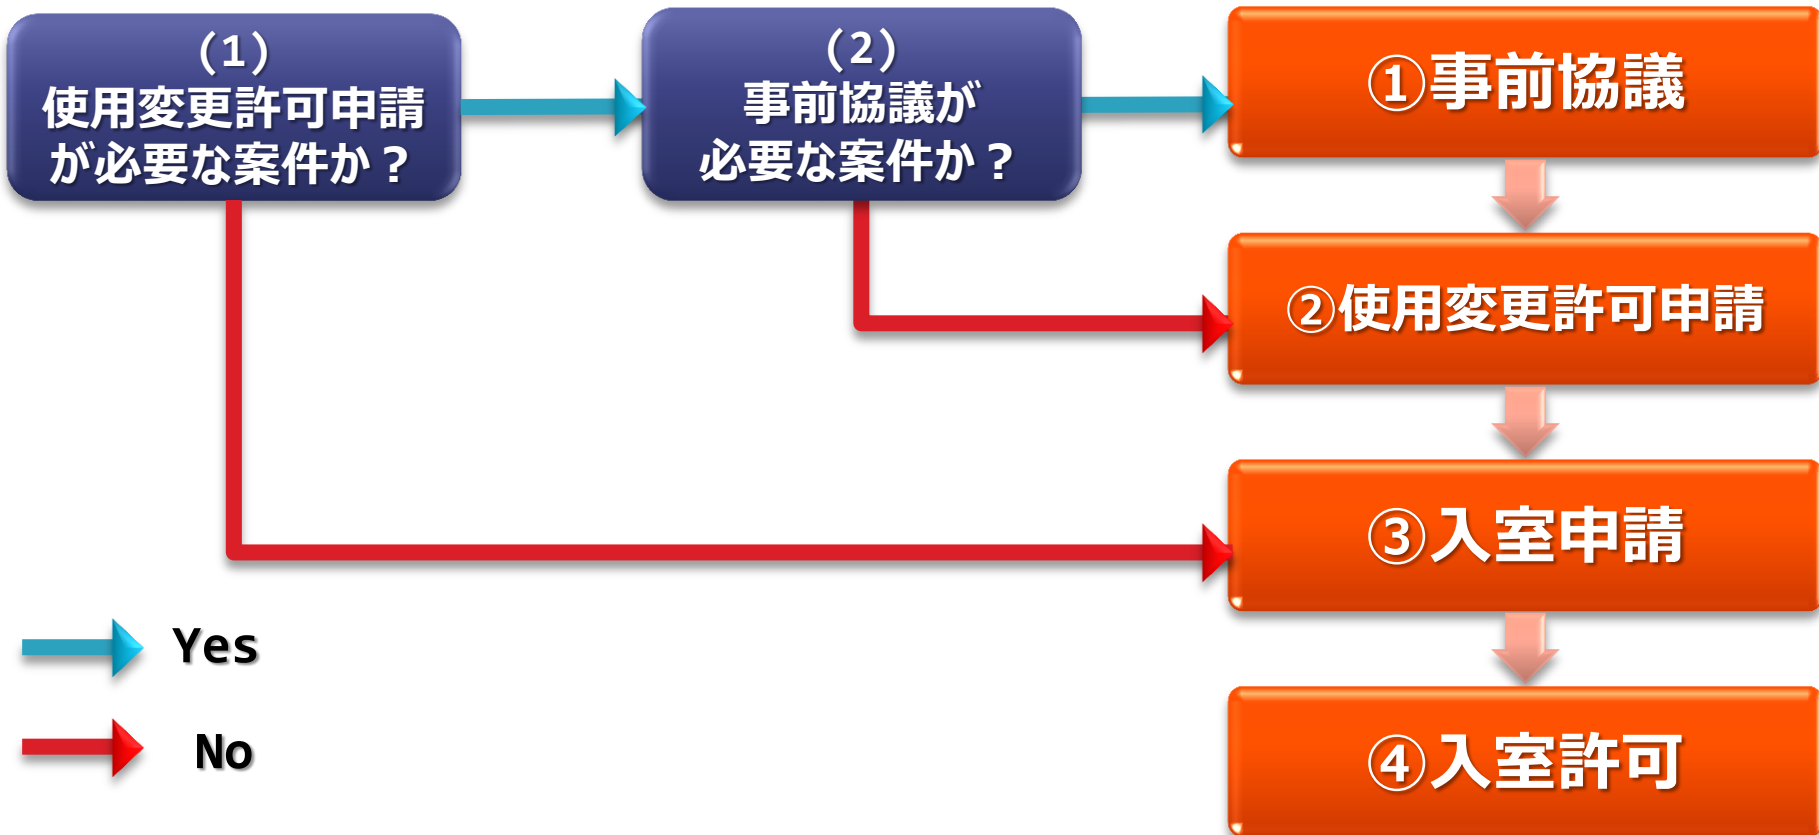 （1）
使用変更許可申請
が必要な案件か？
（2）
事前協議が
必要な案件か？
①事前協議
②使用変更許可申請
③入室申請
④入室許可
Yes
No